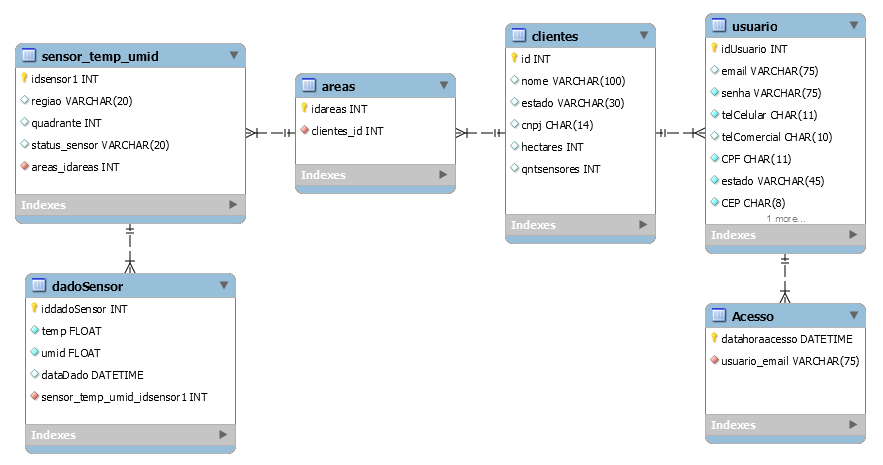 sensor_temp_umid
idsensor1 INT
regiao VARCHAR(20)
quadrante INT
status_sensor VARCHAR(20)
areas_idareas INT
Indexes
areas
idareas INT
clientes_id INT
Indexes
clientes
id INT
nome VARCHAR(100)
estado VARCHAR(30)
cnpj CHAR(14)
hectares INT
qntsensores INT
Indexes
usuario
idUsuario INT
email VARCHAR(75)
senha VARCHAR(75)
telCelular CHAR(11)
telComercial CHAR(10)
CPF CHAR(11)
estado VARCHAR(45)
CEP CHAR(8)
1 more...
Indexes
dadoSensor
iddadoSensor INT
temp FLOAT
umid FLOAT
dataDado DATETIME
sensor_temp_umid_idsensor1 INT
Indexes
Acesso
datahoraacesso DATETIME
usuario_email VARCHAR(75)
Indexes